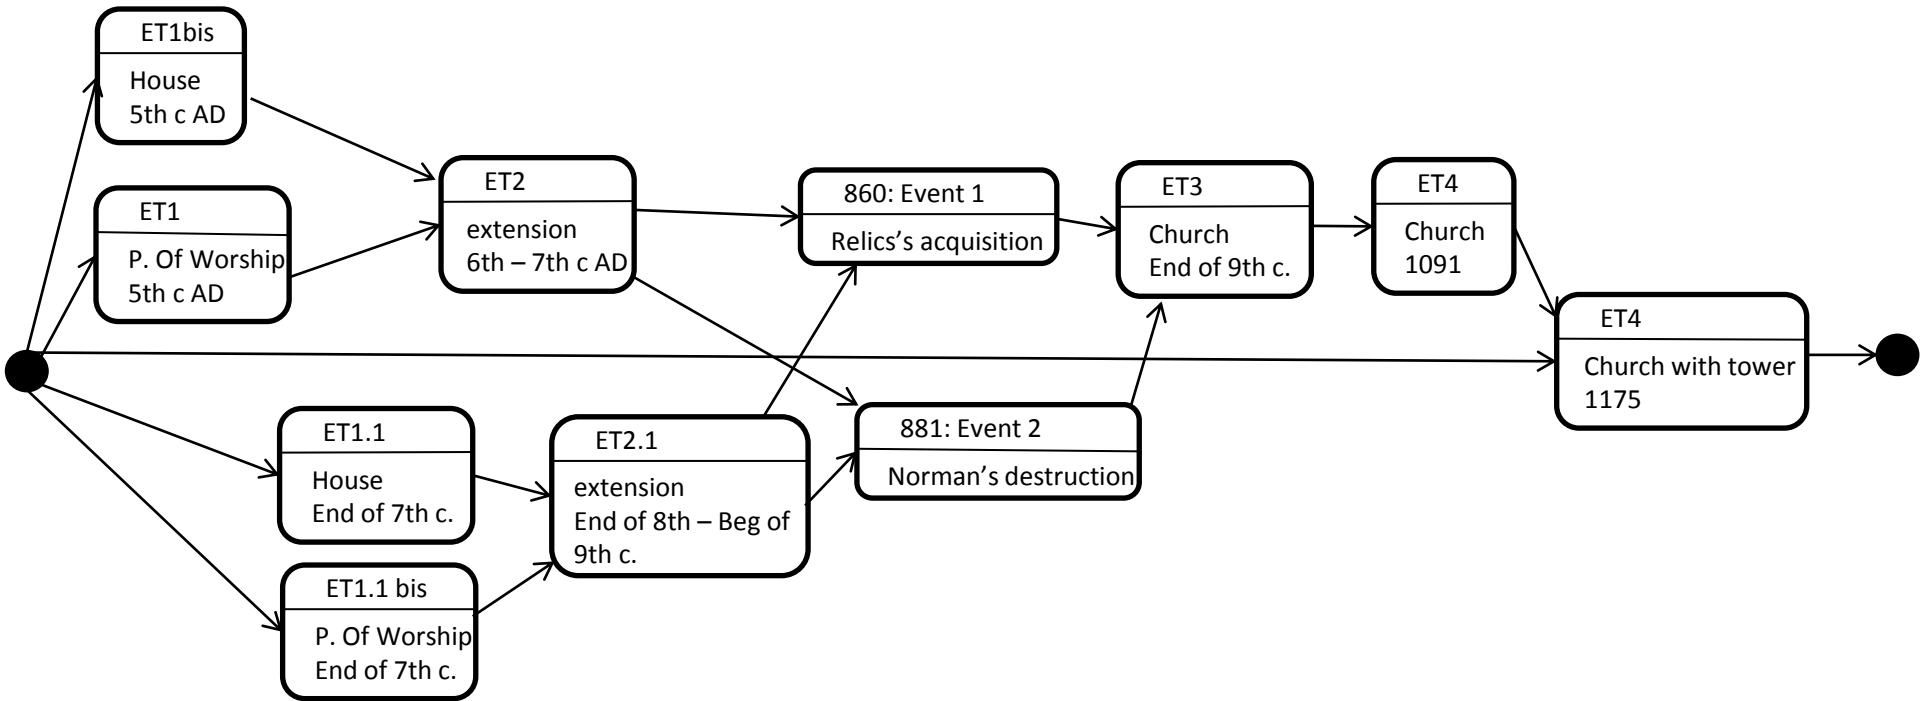 ET1bis
House
5th c AD
ET1
P. Of Worship
5th c AD
ET2
extension
6th – 7th c AD
860: Event 1
Relics's acquisition
ET3
Church
End of 9th c.
ET4
Church
1091
ET4
Church with tower
1175
ET1.1
House
End of 7th c.
ET2.1
extension
End of 8th – Beg of
9th c.
881: Event 2
Norman’s destruction
ET1.1 bis
P. Of Worship
End of 7th c.